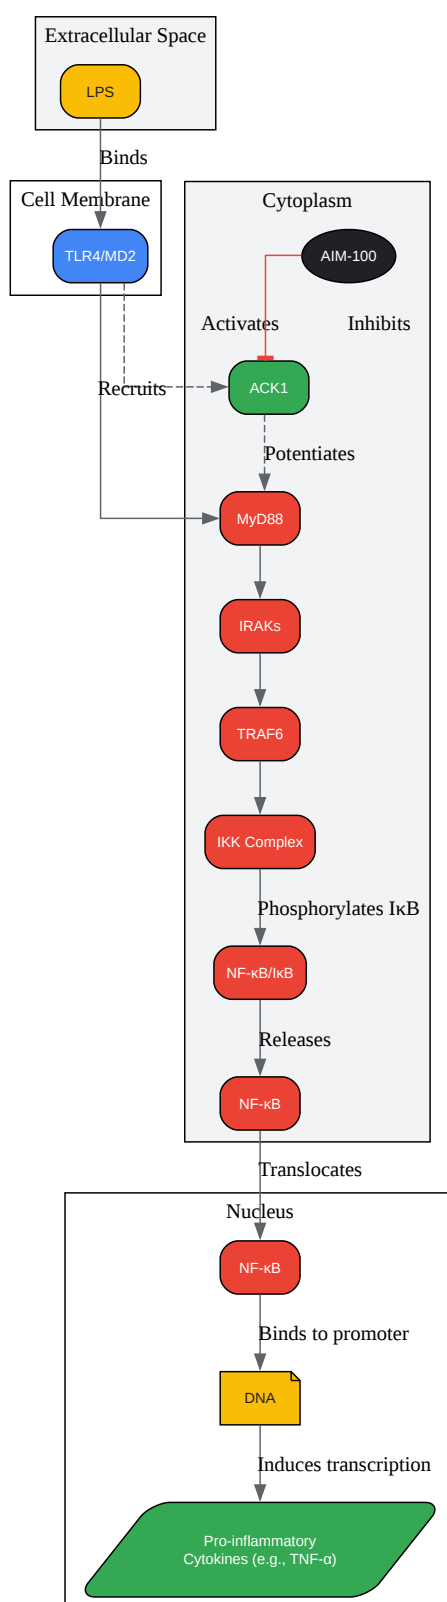 Extracellular Space
LPS
Binds
Cell Membrane
Cytoplasm
TLR4/MD2
AIM-100
Activates
Inhibits
Recruits
ACK1
Potentiates
MyD88
IRAKs
TRAF6
IKK Complex
Phosphorylates IκB
NF-κB/IκB
Releases
NF-κB
Translocates
Nucleus
NF-κB
Binds to promoter
DNA
Induces transcription
Pro-inflammatory
Cytokines (e.g., TNF-α)